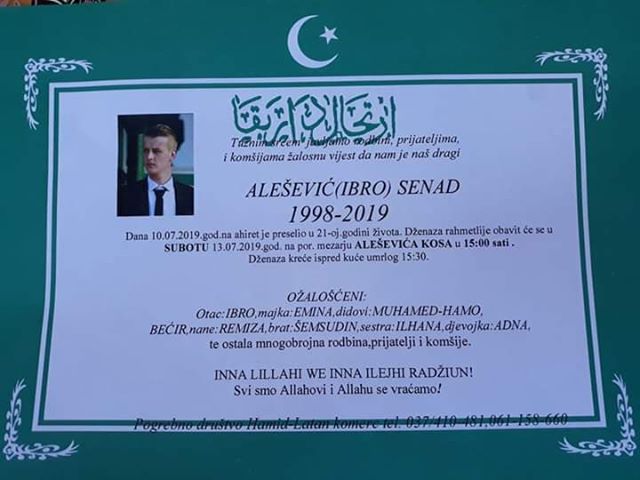 ارتحال دار بقا
Tužnim srcem javljamo rodbini, prijateljima,
i komšijama žalosnu vijest da nam je naš dragi
ALEŠEVIĆ(IBRO) SENAD
1998-2019
Dana 10.07.2019.god.na ahiret je preselio u 21-oj.godini života. Dženaza rahmetlije obavit će se u
SUBOTU 13.07.2019.god. na por. mezarju ALEŠEVIĆA KOSA u 15:00 sati .
Dženaza kreće ispred kuće umrlog 15:30.
OŽALOŠĆENI:
Otac:IBRO,majka:EMINA,didovi:MUHAMED-HAMO,
BEĆIR,nane:REMIZA,brat:ŠEMSUDIN,sestra:ILHANA,djevojka:ADNA,
te ostala mnogobrojna rodbina,prijatelji i komšije.
INNA LILLAHI WE INNA ILEJHI RADŽIUN!
Svi smo Allahovi i Allahu se vraćamo!
Pogrebno društvo Hamid-Latan komerc tel. 037/410-481,061-158-660